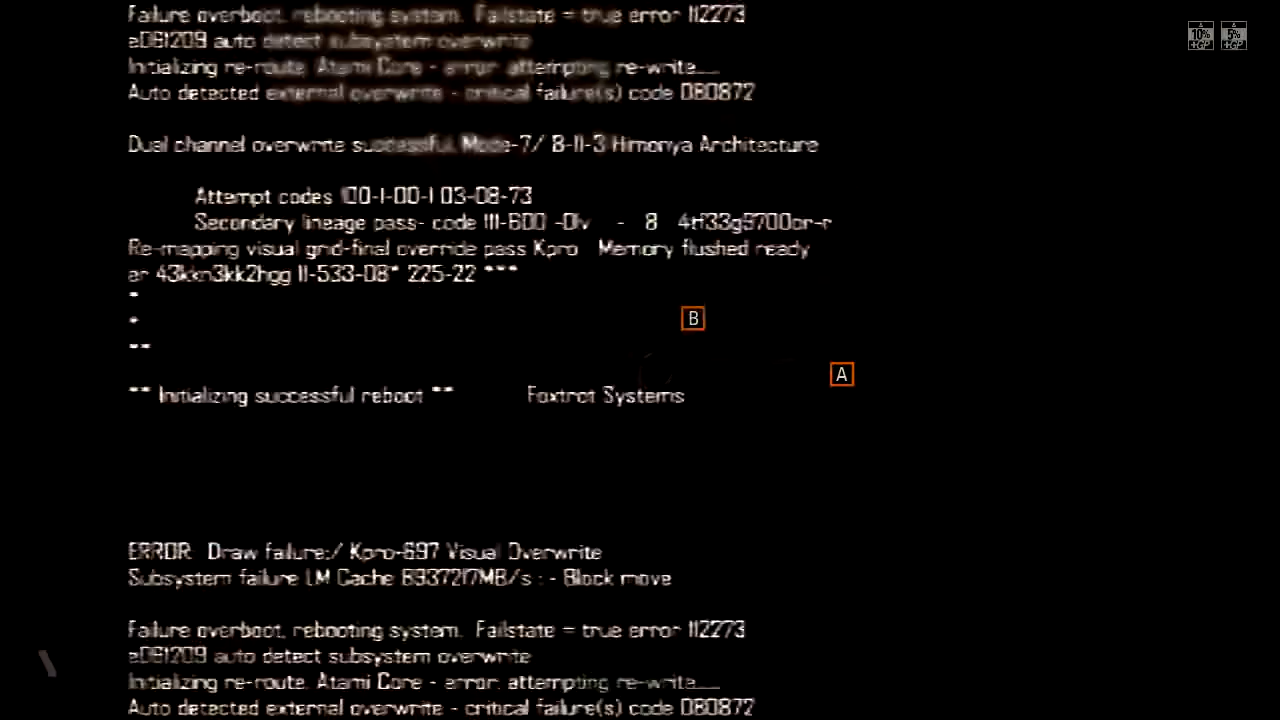 Failure overboot, rebooting system. Failstate = true error 112273
e081209 auto detect subsystem overwrite
Initializing re-route. Atami Core - error: attempting re-write.....
Auto detected external overwrite - critical failure(s) code 080872
Dual channel overwrite successful. Mode-7/ 8-11-3 Himonya Architecture
Attempt codes 100-1-00-1 03-08-73
Secondary lineage pass- code 111-600 - 8
Re-mapping visual grid-final override pass Kpro Memory flushed ready
er 43kkn3kk2hgg 11-533-08* 225-22 ***
*
*
**
** Initializing successful reboot ** Foxtrot Systems
ERROR: Draw failure:/ Kpro-697 Visual Overwrite
Subsystem failure LM Cache : - Block move
Failure overboot, rebooting system. Failstate = true error 112273
e081209 auto detect subsystem overwrite
Initializing re-route. Atami Core - error: attempting re-write.....
Auto detected external overwrite - critical failure(s) code 080872
10% +GP
5% +GP
B
A